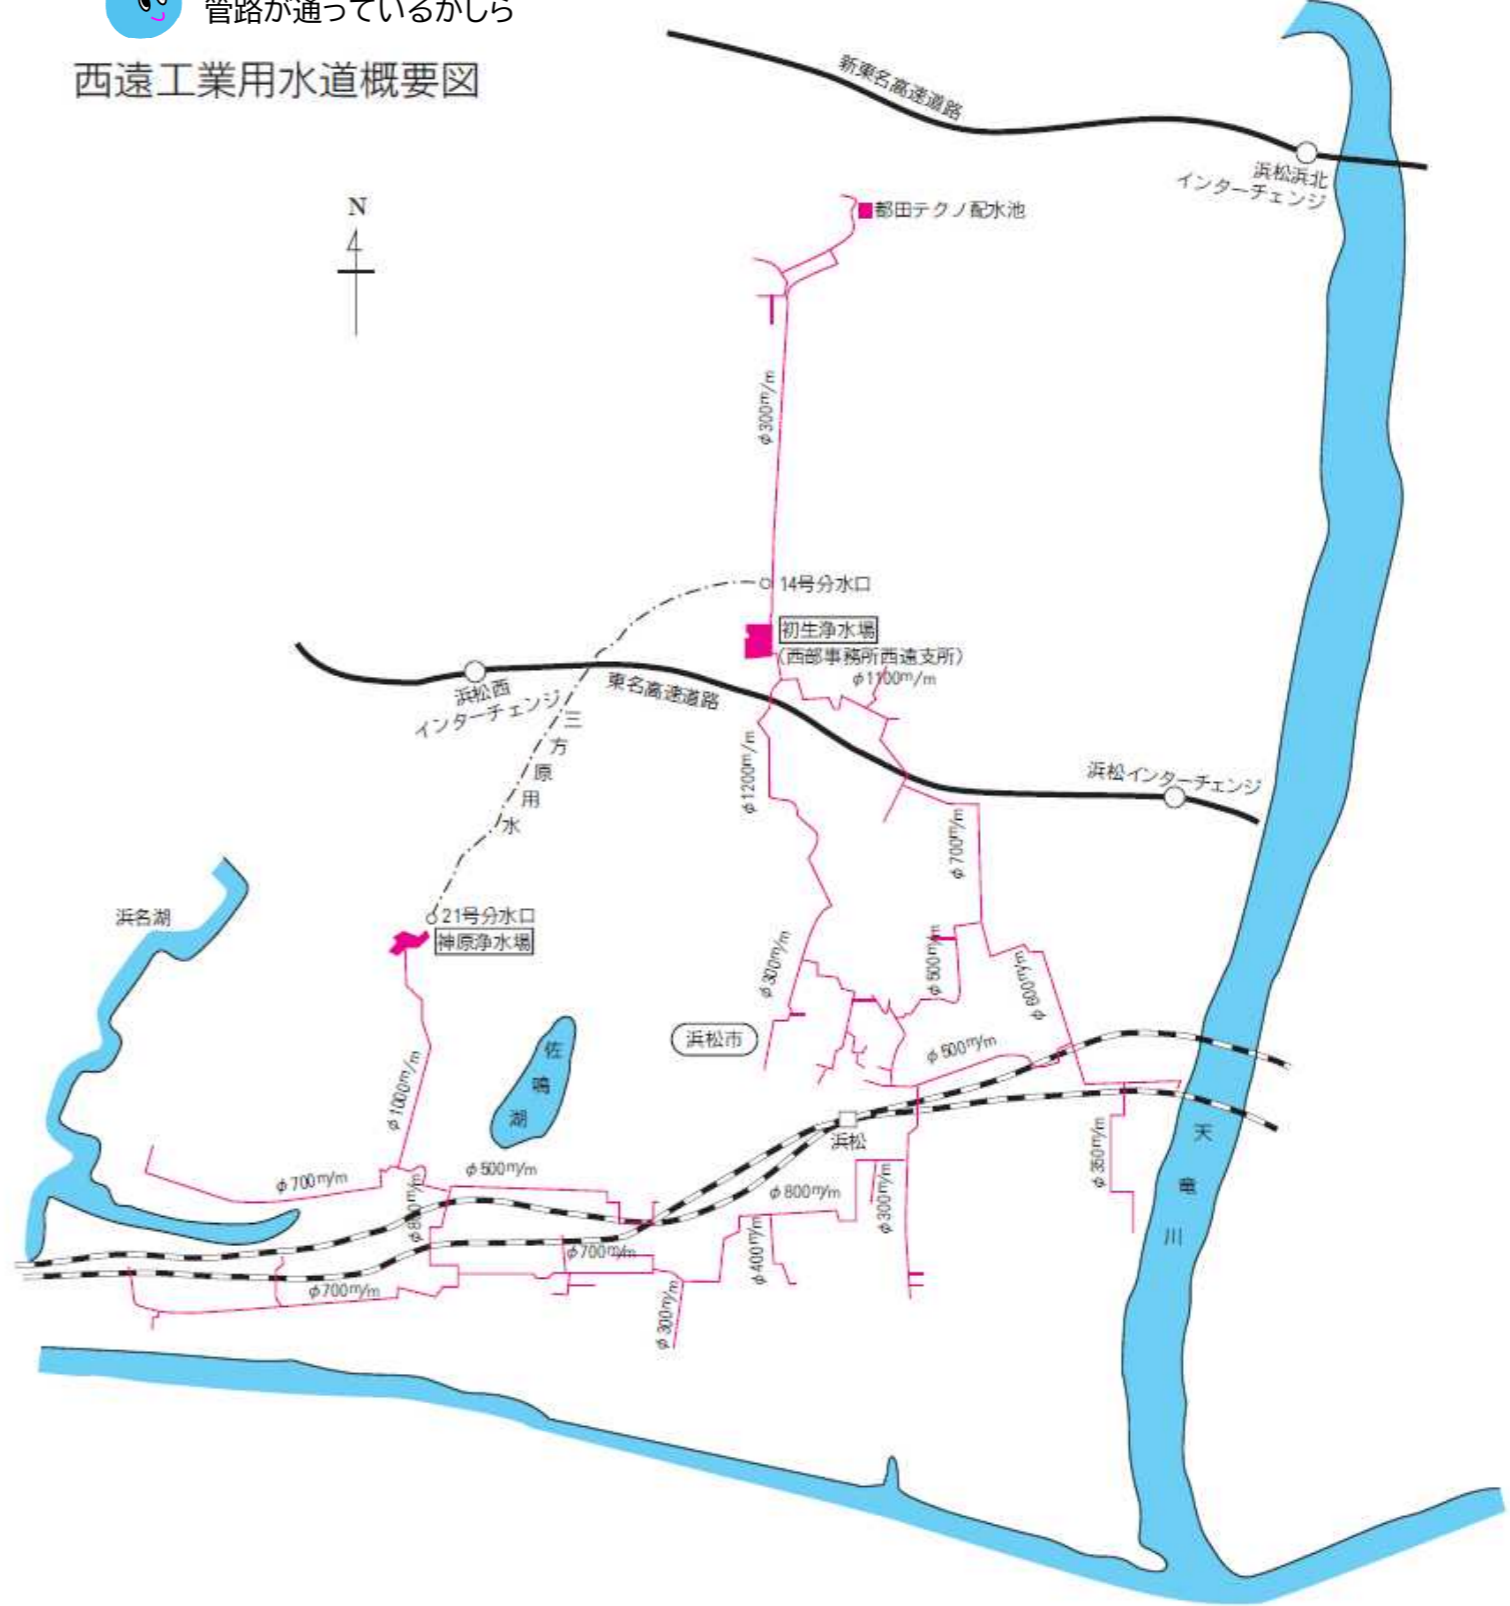 管路が通っているかしら
西遠工業用水道概要図
新東名高速道路
浜松浜北
インターチェンジ
N
都田テクノ配水池
φ300m/m
14号分水口
初生浄水場
(西部事務所西遠支所)
φ1100m/m
浜松西
インターチェンジ
東名高速道路
三方原用水
φ1200m/m
浜松インターチェンジ
φ700m/m
浜名湖
21号分水口
神原浄水場
φ300m/m
φ500m/m
φ600m/m
浜松市
φ500m/m
佐鳴湖
φ1000m/m
浜松
天竜川
φ350m/m
φ700m/m
φ500m/m
φ800m/m
φ300m/m
φ400m/m
φ700m/m
φ700m/m
φ300m/m